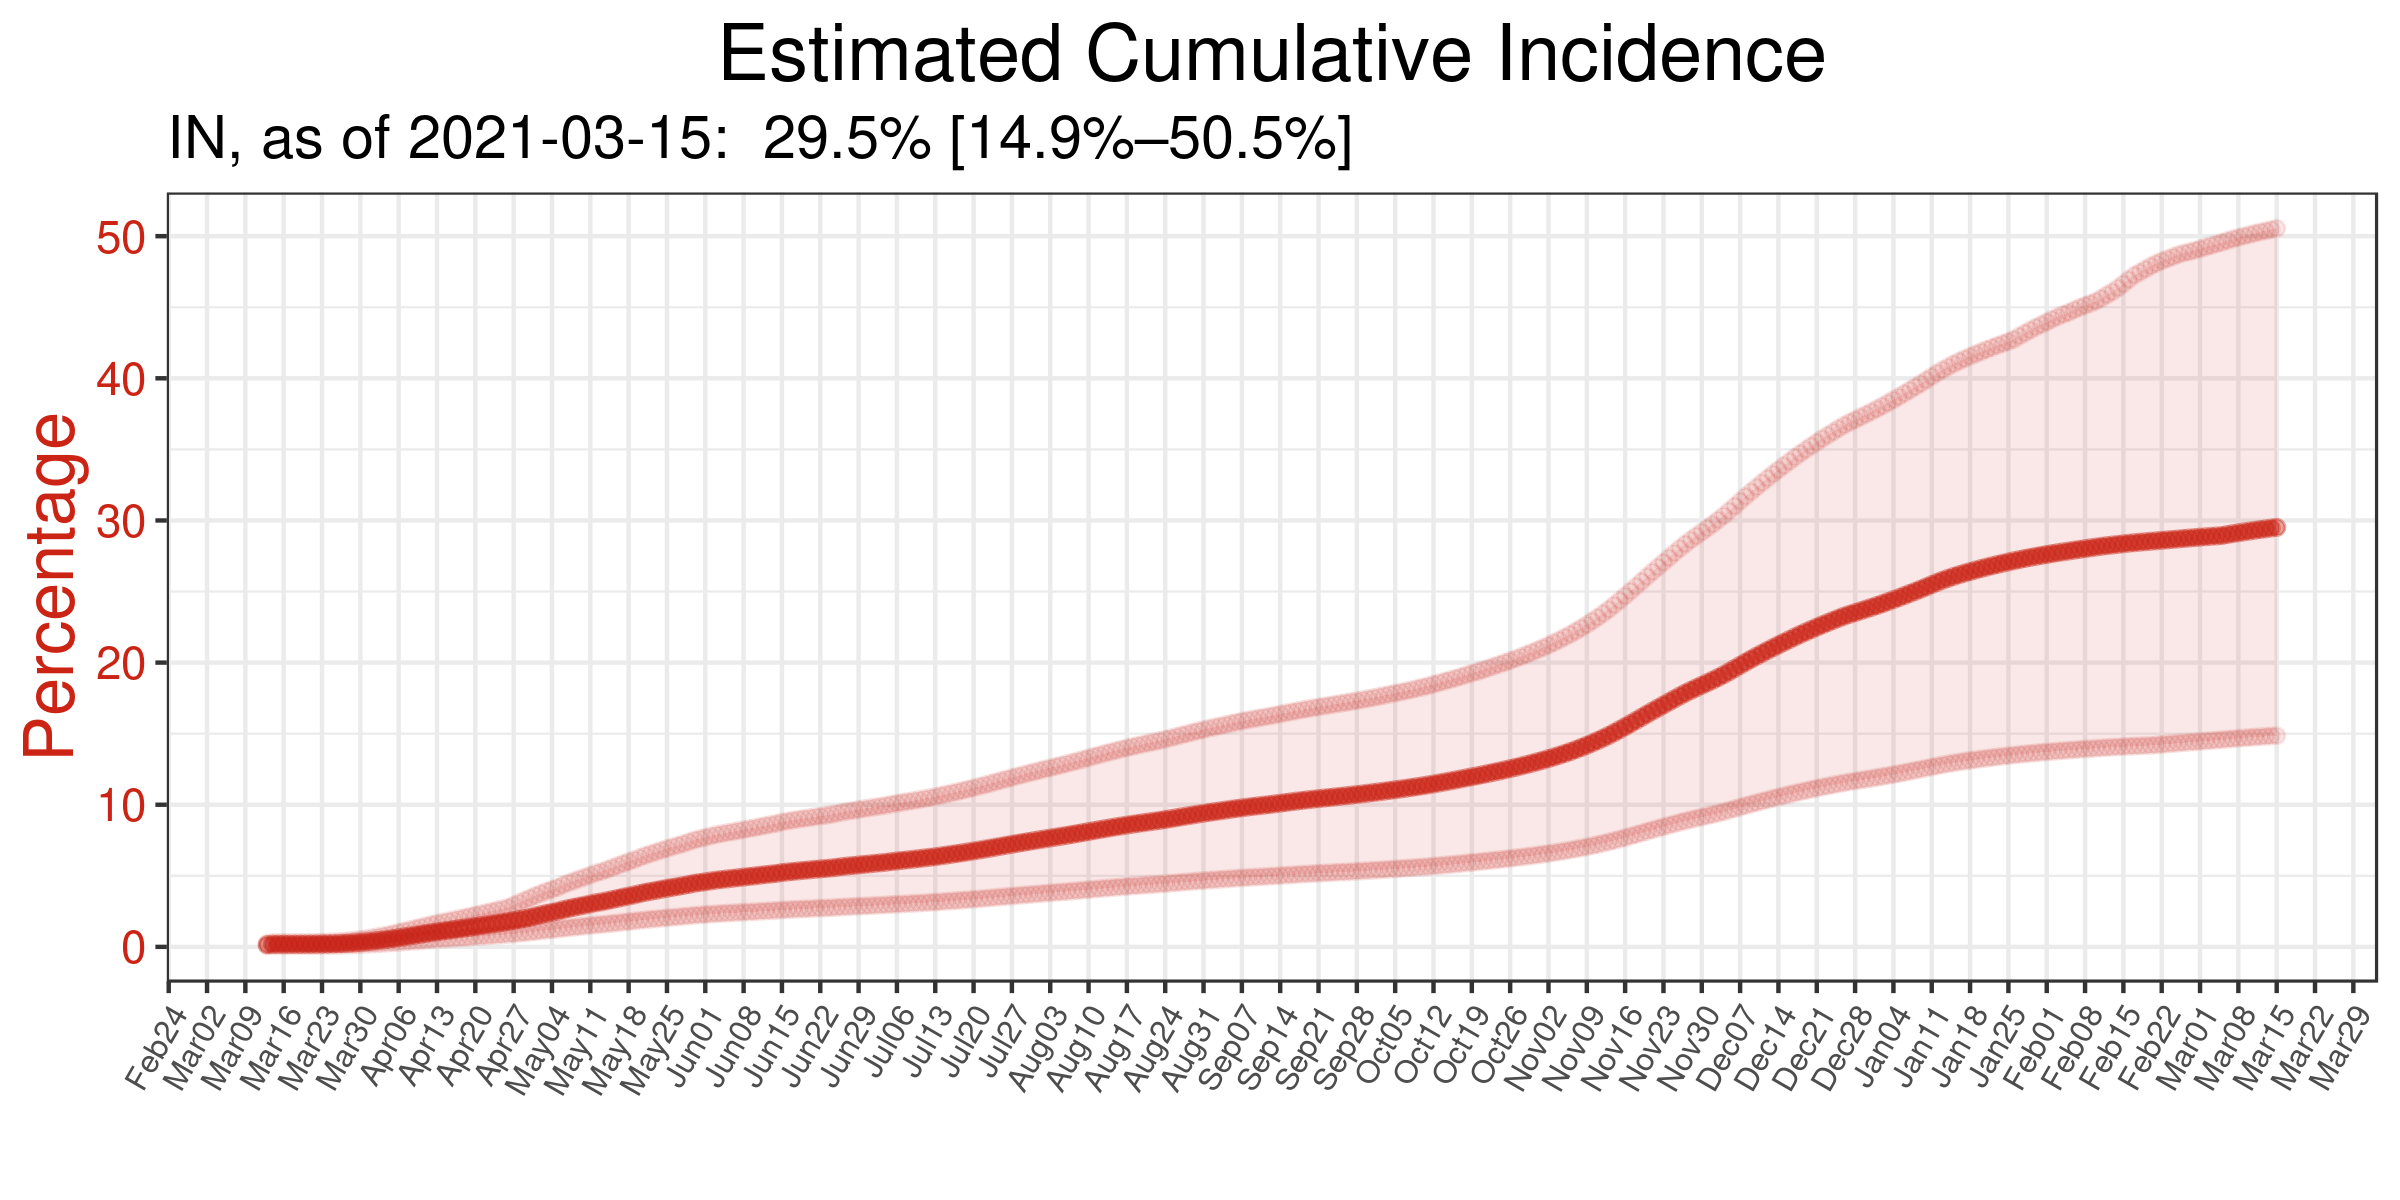 Estimated Cumulative Incidence
IN, as of 2021-03-15:  29.5% [14.9%–50.5%]
Percentage
50
40
30
20
10
0
Feb24
Mar02
Mar09
Mar16
Mar23
Mar30
Apr06
Apr13
Apr20
Apr27
May04
May11
May18
May25
Jun01
Jun08
Jun15
Jun22
Jun29
Jul06
Jul13
Jul20
Jul27
Aug03
Aug10
Aug17
Aug24
Aug31
Sep07
Sep14
Sep21
Sep28
Oct05
Oct12
Oct19
Oct26
Nov02
Nov09
Nov16
Nov23
Nov30
Dec07
Dec14
Dec21
Dec28
Jan04
Jan11
Jan18
Jan25
Feb01
Feb08
Feb15
Feb22
Mar01
Mar08
Mar15
Mar22
Mar29